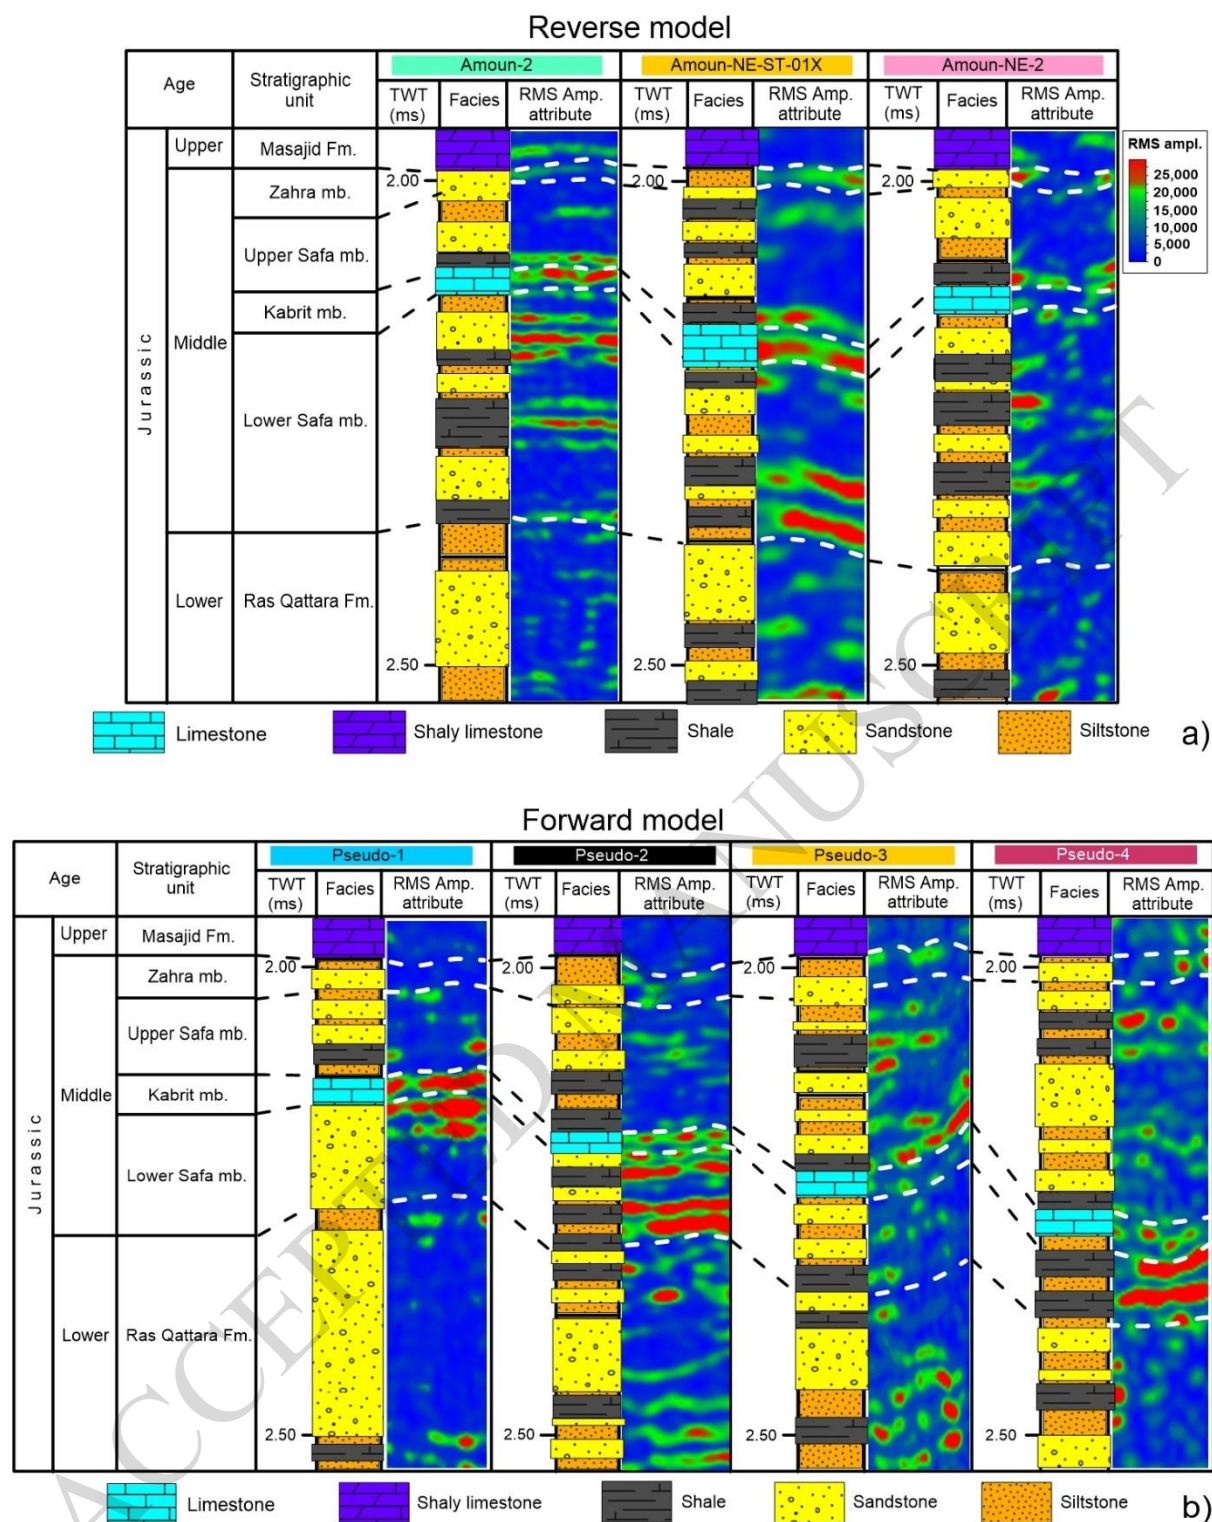 Reverse model
Age
Stratigraphic
unit
Amoun-2
Amoun-NE-ST-01X
Amoun-NE-2
TWT
(ms)
Facies
RMS Amp.
attribute
TWT
(ms)
Facies
RMS Amp.
attribute
TWT
(ms)
Facies
RMS Amp.
attribute
Jurassic
Upper
Masajid Fm.
Middle
Zahra mb.
Upper Safa mb.
Kabrit mb.
Lower Safa mb.
Lower
Ras Qattara Fm.
2.00
2.00
2.00
2.50
2.50
2.50
RMS ampl.
25,000
20,000
15,000
10,000
5,000
0
Limestone
Shaly limestone
Shale
Sandstone
Siltstone
a)
Forward model
Age
Stratigraphic
unit
Pseudo-1
Pseudo-2
Pseudo-3
Pseudo-4
TWT
(ms)
Facies
RMS Amp.
attribute
TWT
(ms)
Facies
RMS Amp.
attribute
TWT
(ms)
Facies
RMS Amp.
attribute
TWT
(ms)
Facies
RMS Amp.
attribute
Jurassic
Upper
Masajid Fm.
Middle
Zahra mb.
Upper Safa mb.
Kabrit mb.
Lower Safa mb.
Lower
Ras Qattara Fm.
2.00
2.00
2.00
2.00
2.50
2.50
2.50
2.50
Limestone
Shaly limestone
Shale
Sandstone
Siltstone
b)
ACCEPTED MANUSCRIPT